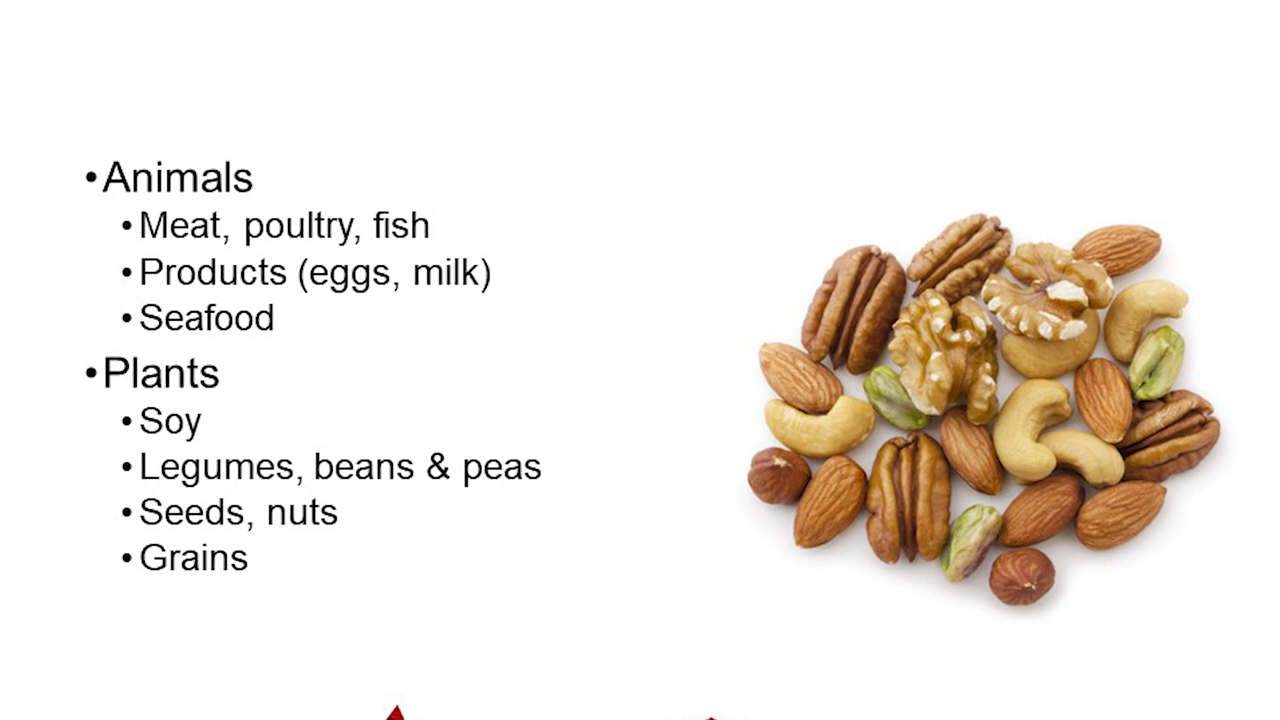 •Animals
•Meat, poultry, fish
•Products (eggs, milk)
•Seafood
•Plants
•Soy
•Legumes, beans & peas
•Seeds, nuts
•Grains